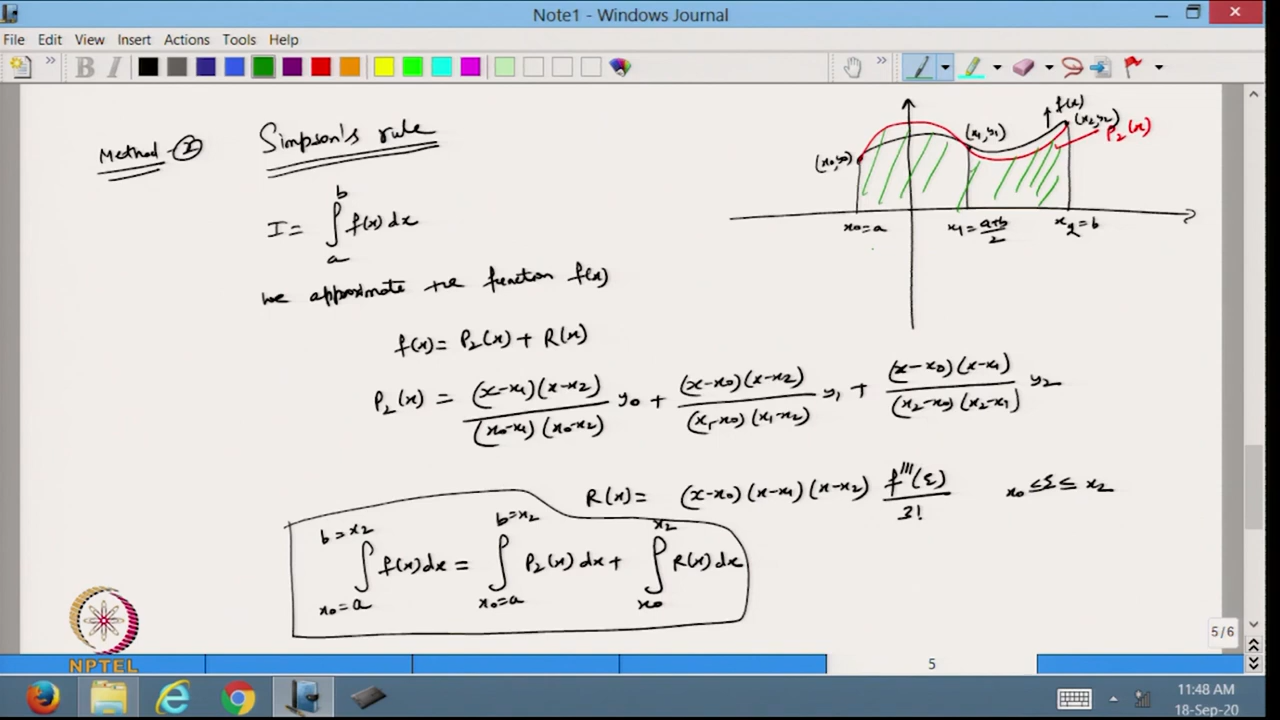 Note1 - Windows Journal
File Edit View Insert Actions Tools Help
Method - ②
Simpson's rule
I = ∫_a^b f(x) dx
we approximate the function f(x)
f(x) = P₂(x) + R(x)
P₂(x) = (x-x₁)(x-x₂)/(x₀-x₁)(x₀-x₂) y₀ + (x-x₀)(x-x₂)/(x₁-x₀)(x₁-x₂) y₁ + (x-x₀)(x-x₁)/(x₂-x₀)(x₂-x₁) y₂
R(x) = (x-x₀)(x-x₁)(x-x₂) f'''(ξ)/3! x₀ ≤ ξ ≤ x₂
∫_{x₀=a}^{b=x₂} f(x) dx = ∫_{x₀=a}^{b=x₂} P₂(x) dx + ∫_{x₀}^{x₂} R(x) dx
f(x)
(x₂,y₂)
P₂(x)
(x₁,y₁)
(x₀,y₀)
x₀=a x₁=(a+b)/2 x₂=b
NPTEL
5/6
5
11:48 AM
18-Sep-20